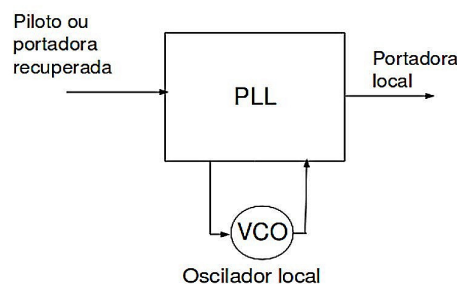 Piloto ou
portadora
recuperada
PLL
Portadora
local
VCO
Oscilador local